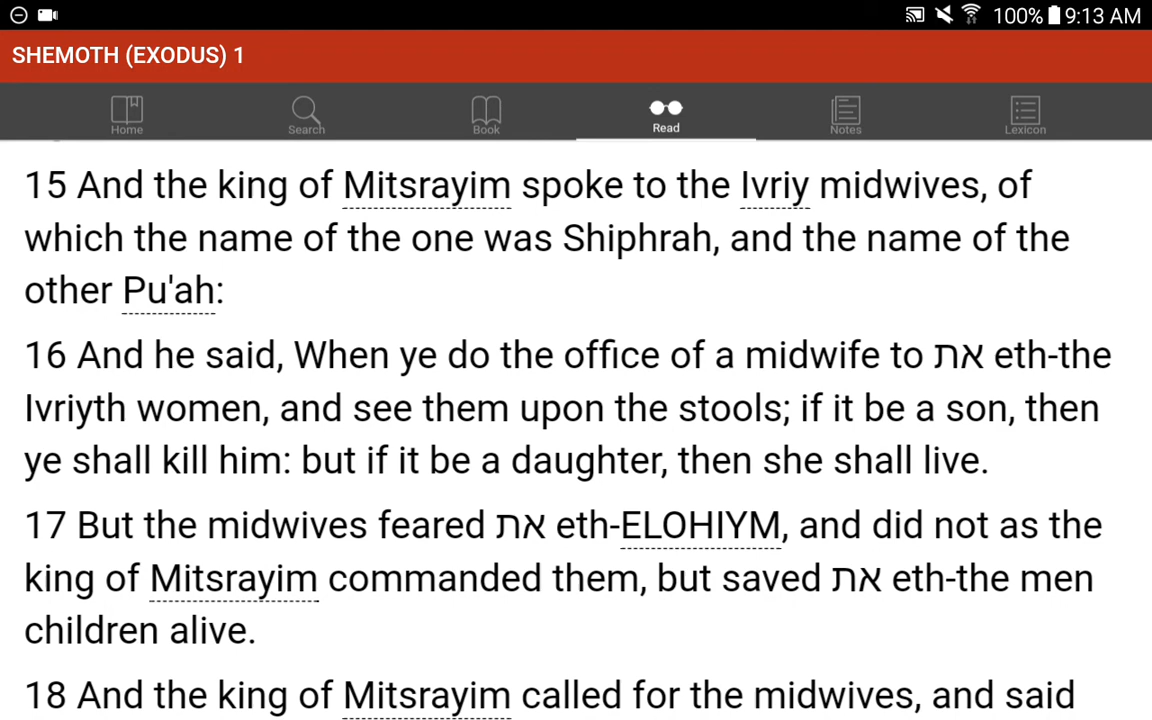 100% 9:13 AM
SHEMOTH (EXODUS) 1
Home Search Book Read Notes Lexicon
15 And the king of Mitsrayim spoke to the Ivriy midwives, of
which the name of the one was Shiphrah, and the name of the
other Pu'ah:
16 And he said, When ye do the office of a midwife to את eth-the
Ivriyth women, and see them upon the stools; if it be a son, then
ye shall kill him: but if it be a daughter, then she shall live.
17 But the midwives feared את eth-ELOHIYM, and did not as the
king of Mitsrayim commanded them, but saved את eth-the men
children alive.
18 And the king of Mitsrayim called for the midwives, and said